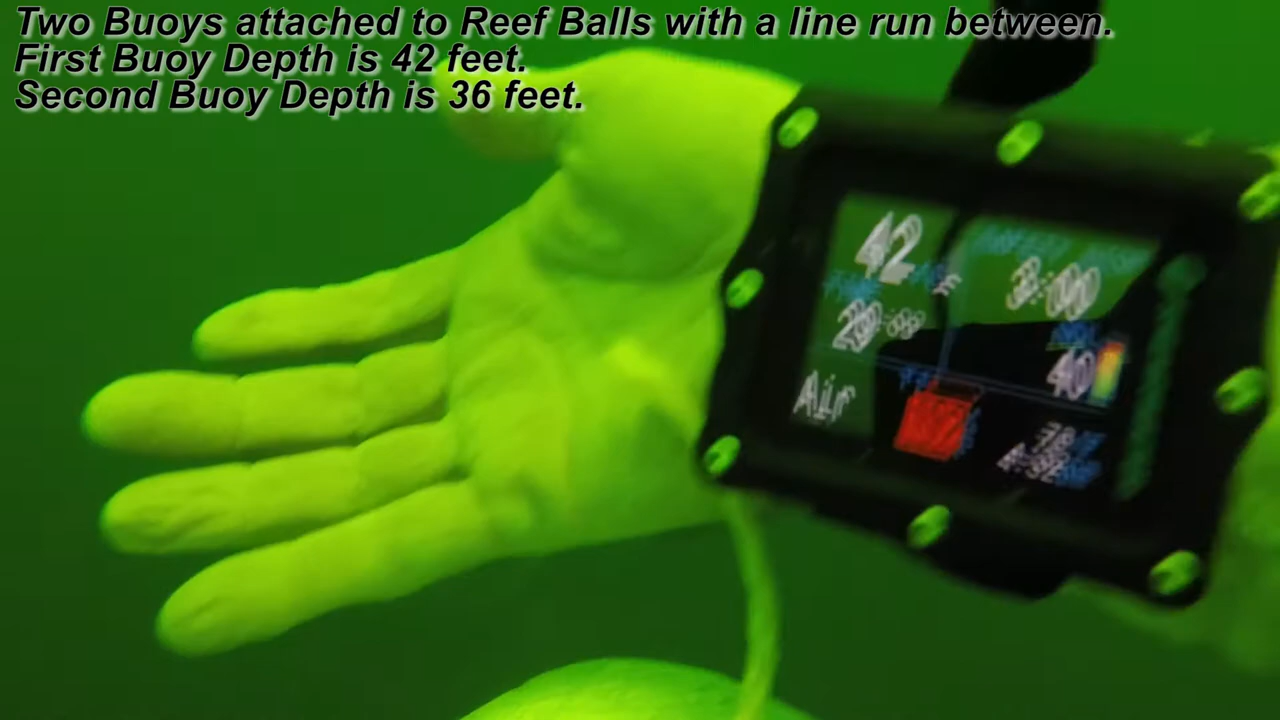 Two Buoys attached to Reef Balls with a line run between.
First Buoy Depth is 42 feet.
Second Buoy Depth is 36 feet.
42
3:00
40
Air